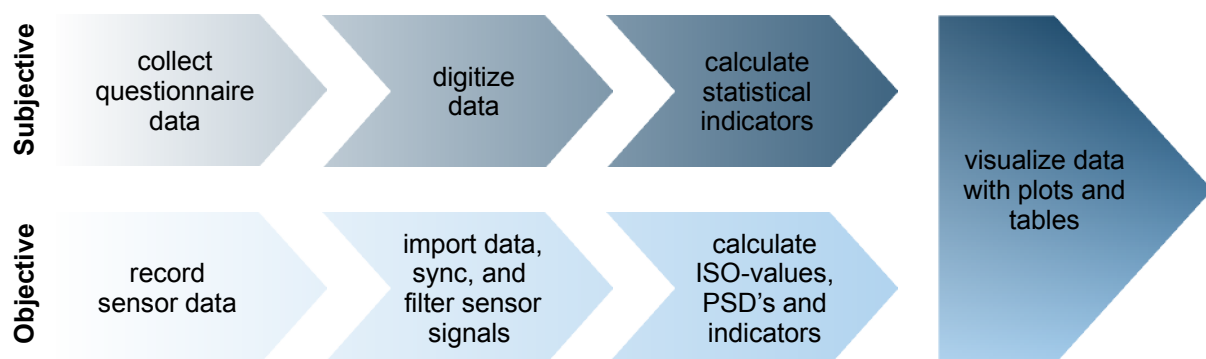 Subjective
collect
questionnaire
data
digitize
data
calculate
statistical
indicators
Objective
record
sensor data
import data,
sync, and
filter sensor
signals
calculate
ISO-values,
PSD's and
indicators
visualize data
with plots and
tables